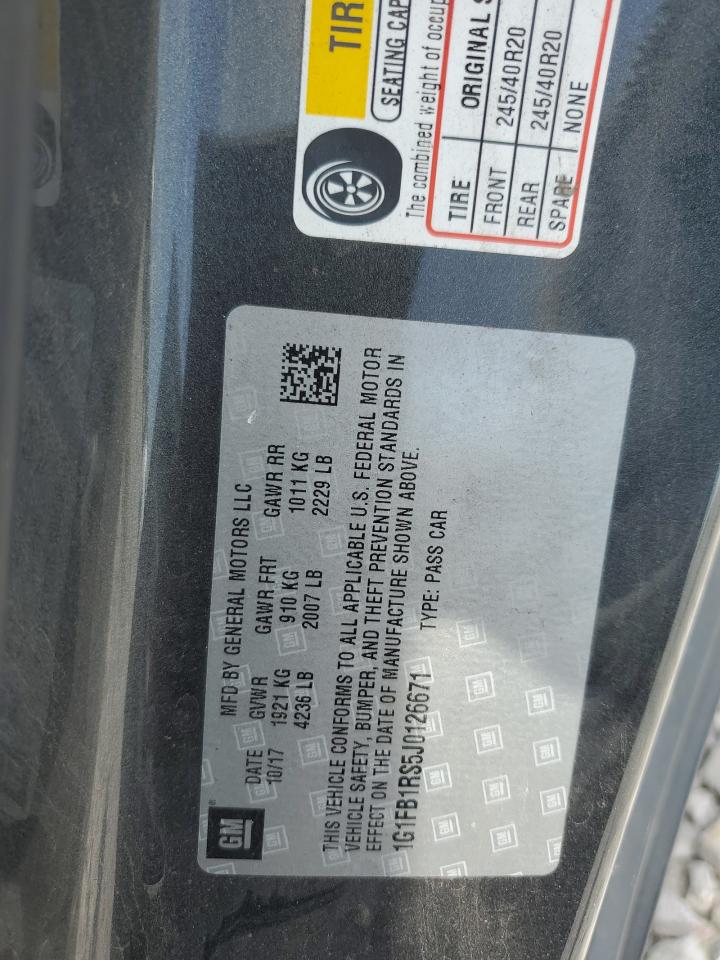 GM
MFD BY GENERAL MOTORS LLC
DATE GVWR GAWR FRT GAWR RR
10/17 1921 KG 910 KG 1011 KG
4236 LB 2007 LB 2229 LB
THIS VEHICLE CONFORMS TO ALL APPLICABLE U.S. FEDERAL MOTOR
VEHICLE SAFETY, BUMPER, AND THEFT PREVENTION STANDARDS IN
EFFECT ON THE DATE OF MANUFACTURE SHOWN ABOVE.
1G1FB1RS5J0126671 TYPE: PASS CAR
TIR
SEATING CAP
The combined weight of occup
TIRE ORIGINAL S
FRONT 245/40R20
REAR 245/40R20
SPARE NONE